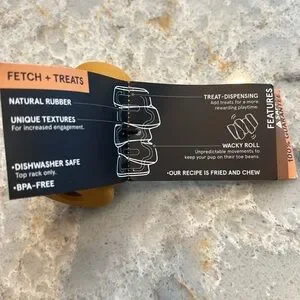 FETCH + TREATS
NATURAL RUBBER
UNIQUE TEXTURES
For increased engagement.
•DISHWASHER SAFE
Top rack only.
•BPA-FREE
TREAT-DISPENSING
Add treats for a more
rewarding playtime.
WACKY ROLL
Unpredictable movements to
keep your pup on their toe beans.
•OUR RECIPE IS FRIED AND CHEW
FEATURES
100%